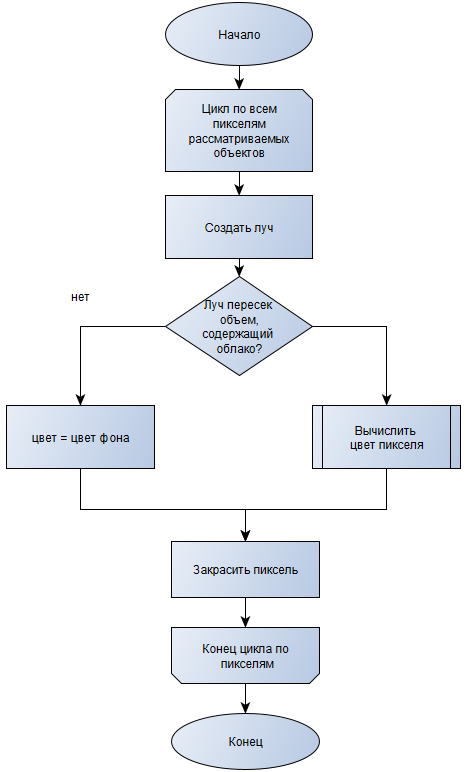 Начало
Цикл по всем
пикселям
рассматриваемых
объектов
Создать луч
нет
Луч пересек
объем,
содержащий
облако?
цвет = цвет фона
Вычислить
цвет пикселя
Закрасить пиксель
Конец цикла по
пикселям
Конец